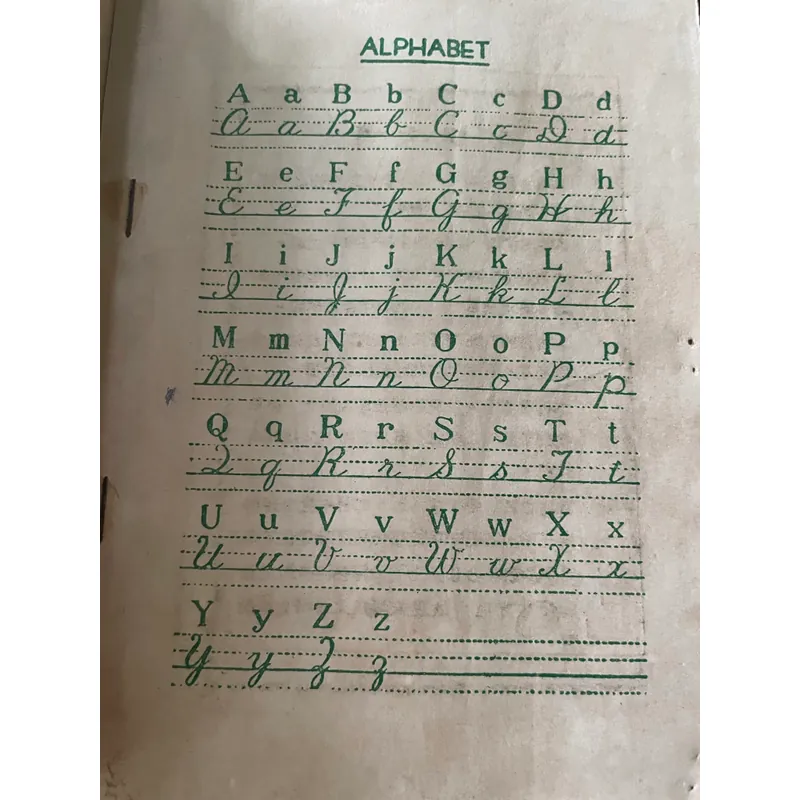 ALPHABET
A a B b C c D d
A a B b C c D d
E e F f G g H h
E e F f G g H h
I i J j K k L l
I i J j K k L l
M m N n O o P p
M m N n O o P p
Q q R r S s T t
Q q R r S s T t
U u V v W w X x
U u V v W w X x
Y y Z z
Y y Z z